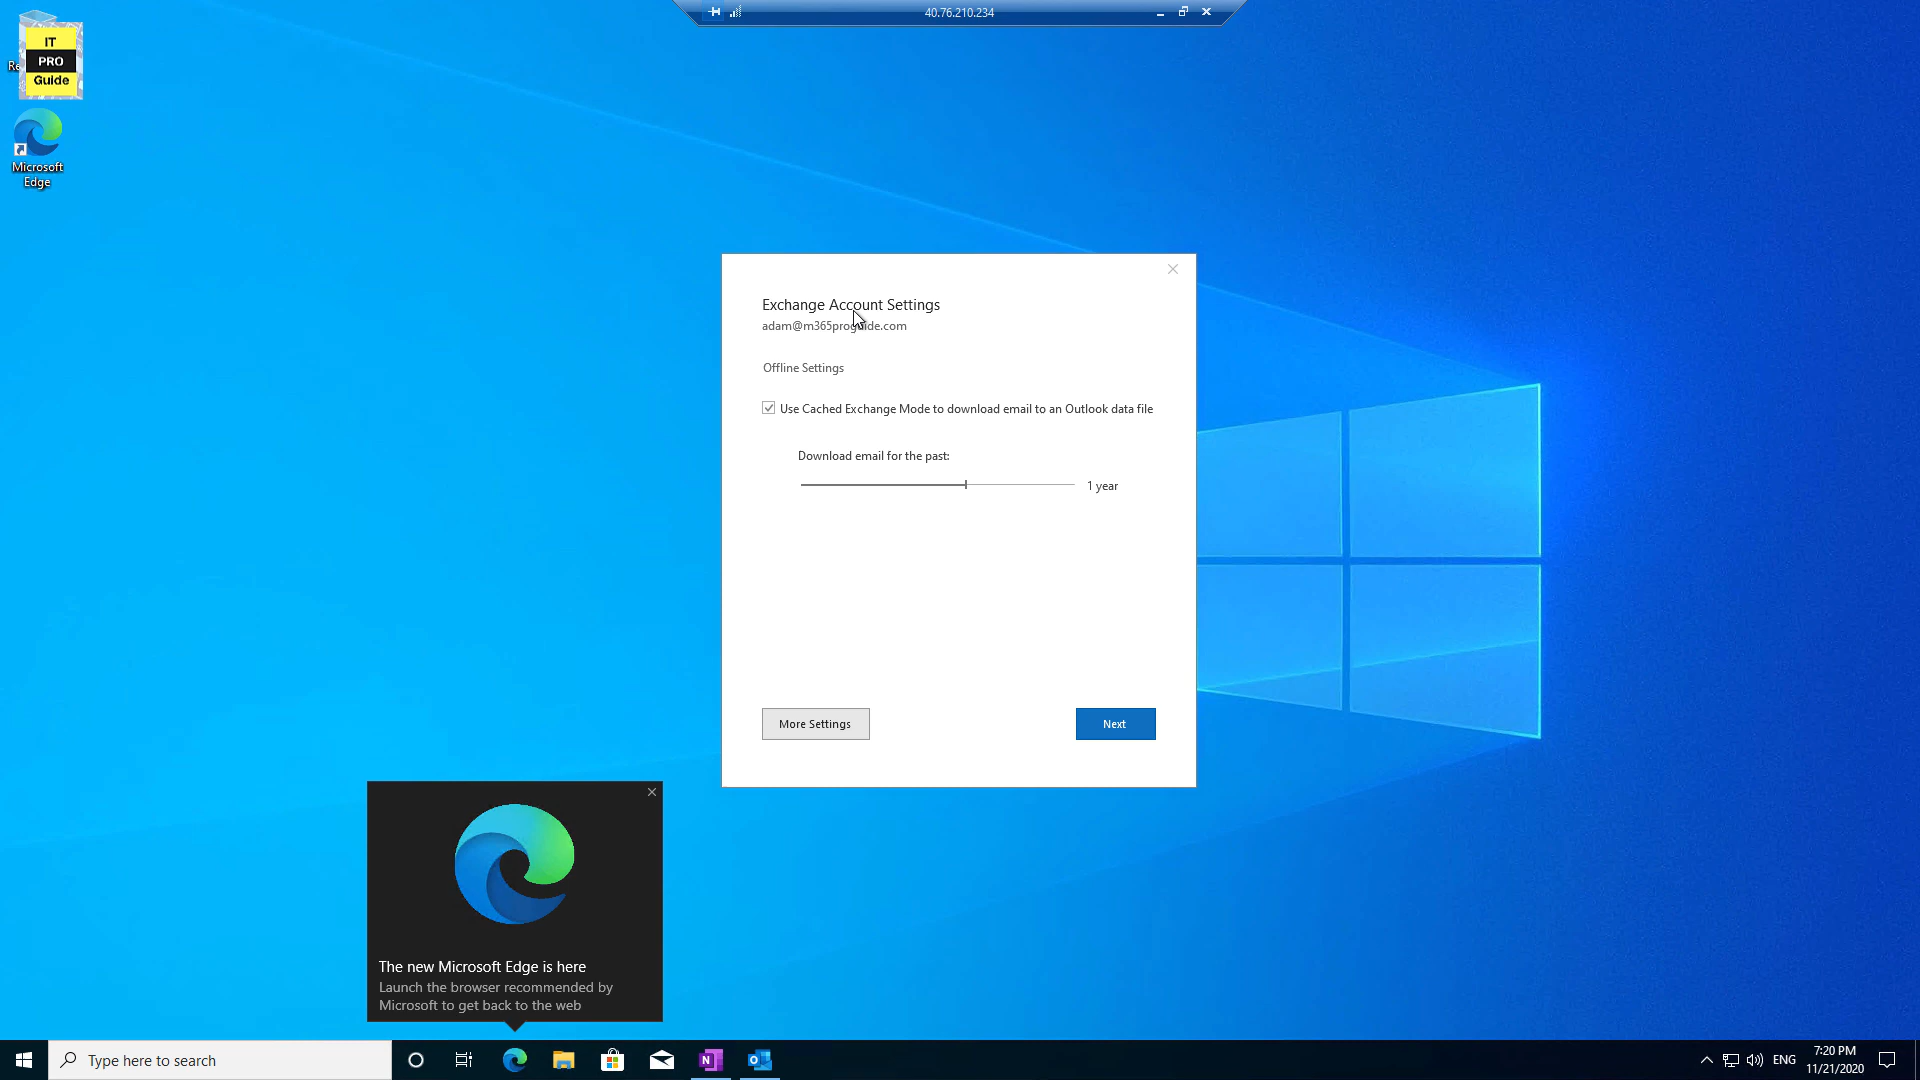 40.76.210.234
IT
PRO
Guide
Re
Microsoft
Edge
Exchange Account Settings
adam@m365proguide.com
Offline Settings
Use Cached Exchange Mode to download email to an Outlook data file
Download email for the past:
1 year
More Settings
Next
The new Microsoft Edge is here
Launch the browser recommended by
Microsoft to get back to the web
Type here to search
ENG
7:20 PM
11/21/2020